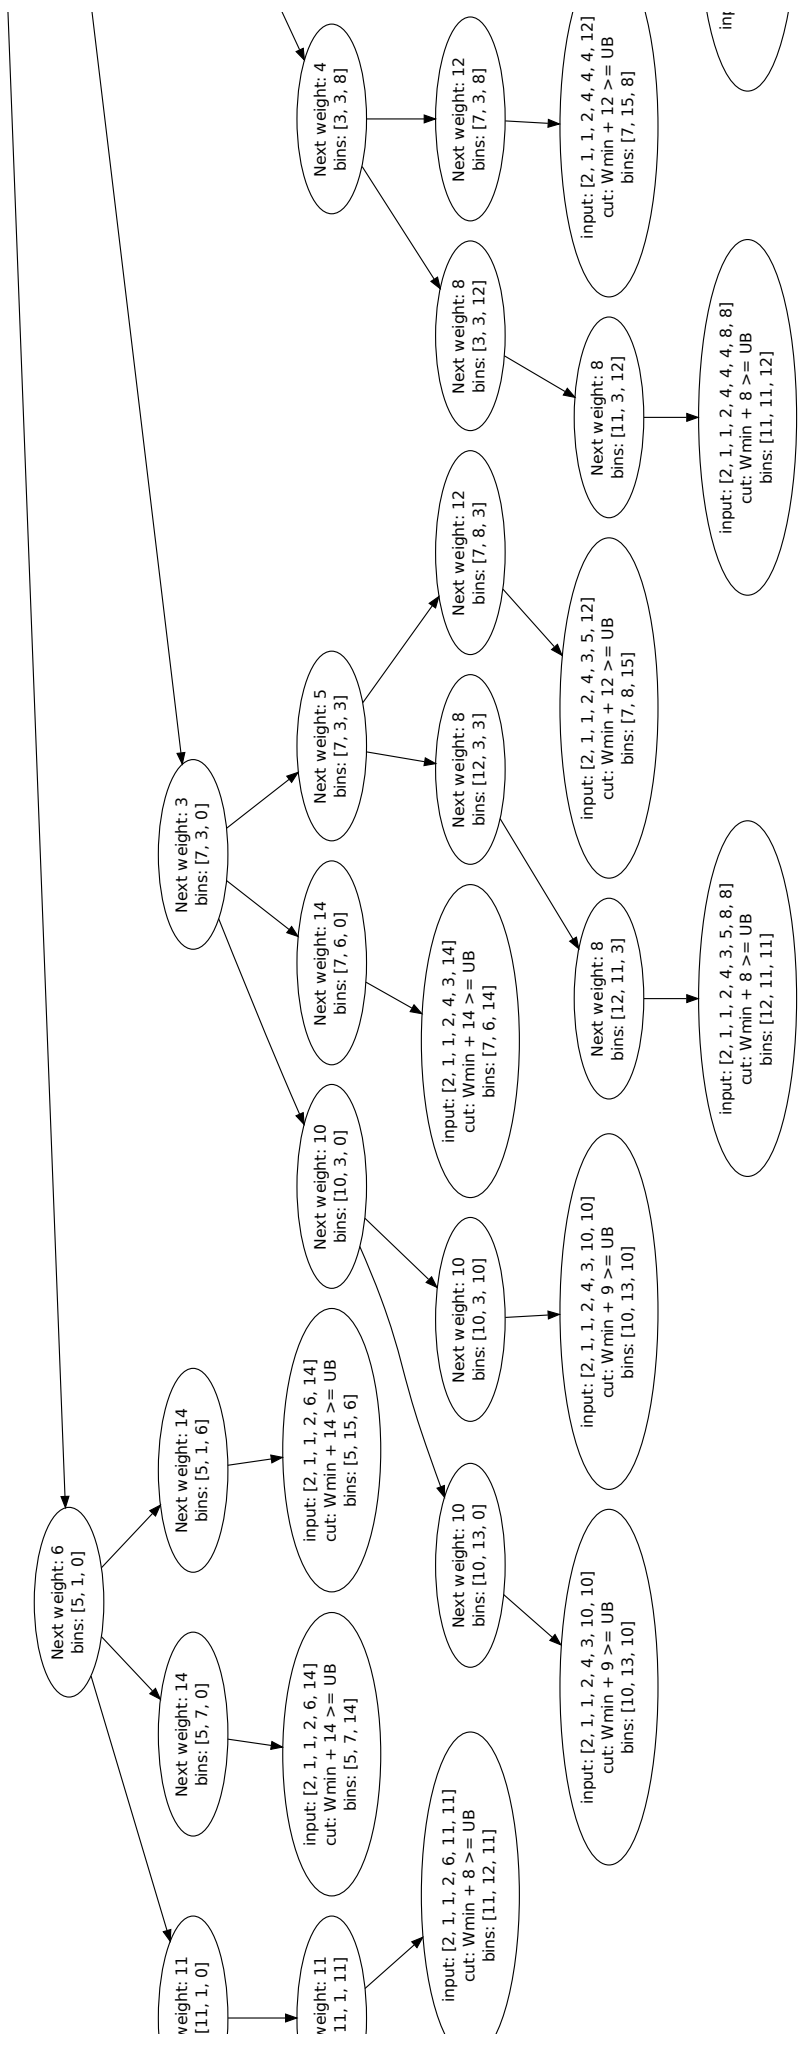 Next weight: 6
bins: [5, 1, 0]
weight: 11
[11, 1, 0]
Next weight: 14
bins: [5, 7, 0]
Next weight: 14
bins: [5, 1, 6]
Next weight: 3
bins: [7, 3, 0]
weight: 11
11, 1, 11]
input: [2, 1, 1, 2, 6, 14]
cut: Wmin + 14 >= UB
bins: [5, 7, 14]
input: [2, 1, 1, 2, 6, 14]
cut: Wmin + 14 >= UB
bins: [5, 15, 6]
Next weight: 10
bins: [10, 3, 0]
Next weight: 14
bins: [7, 6, 0]
Next weight: 5
bins: [7, 3, 3]
Next weight: 4
bins: [3, 3, 8]
input: [2, 1, 1, 2, 6, 11, 11]
cut: Wmin + 8 >= UB
bins: [11, 12, 11]
Next weight: 10
bins: [10, 13, 0]
Next weight: 10
bins: [10, 3, 10]
input: [2, 1, 1, 2, 4, 3, 14]
cut: Wmin + 14 >= UB
bins: [7, 6, 14]
Next weight: 8
bins: [12, 3, 3]
Next weight: 12
bins: [7, 8, 3]
Next weight: 8
bins: [3, 3, 12]
Next weight: 12
bins: [7, 3, 8]
input: [2, 1, 1, 2, 4, 3, 10, 10]
cut: Wmin + 9 >= UB
bins: [10, 13, 10]
input: [2, 1, 1, 2, 4, 3, 10, 10]
cut: Wmin + 9 >= UB
bins: [10, 13, 10]
Next weight: 8
bins: [12, 11, 3]
input: [2, 1, 1, 2, 4, 3, 5, 12]
cut: Wmin + 12 >= UB
bins: [7, 8, 15]
Next weight: 8
bins: [11, 3, 12]
input: [2, 1, 1, 2, 4, 4, 4, 12]
cut: Wmin + 12 >= UB
bins: [7, 15, 8]
input: [2, 1, 1, 2, 4, 3, 5, 8, 8]
cut: Wmin + 8 >= UB
bins: [12, 11, 11]
input: [2, 1, 1, 2, 4, 4, 4, 8, 8]
cut: Wmin + 8 >= UB
bins: [11, 11, 12]